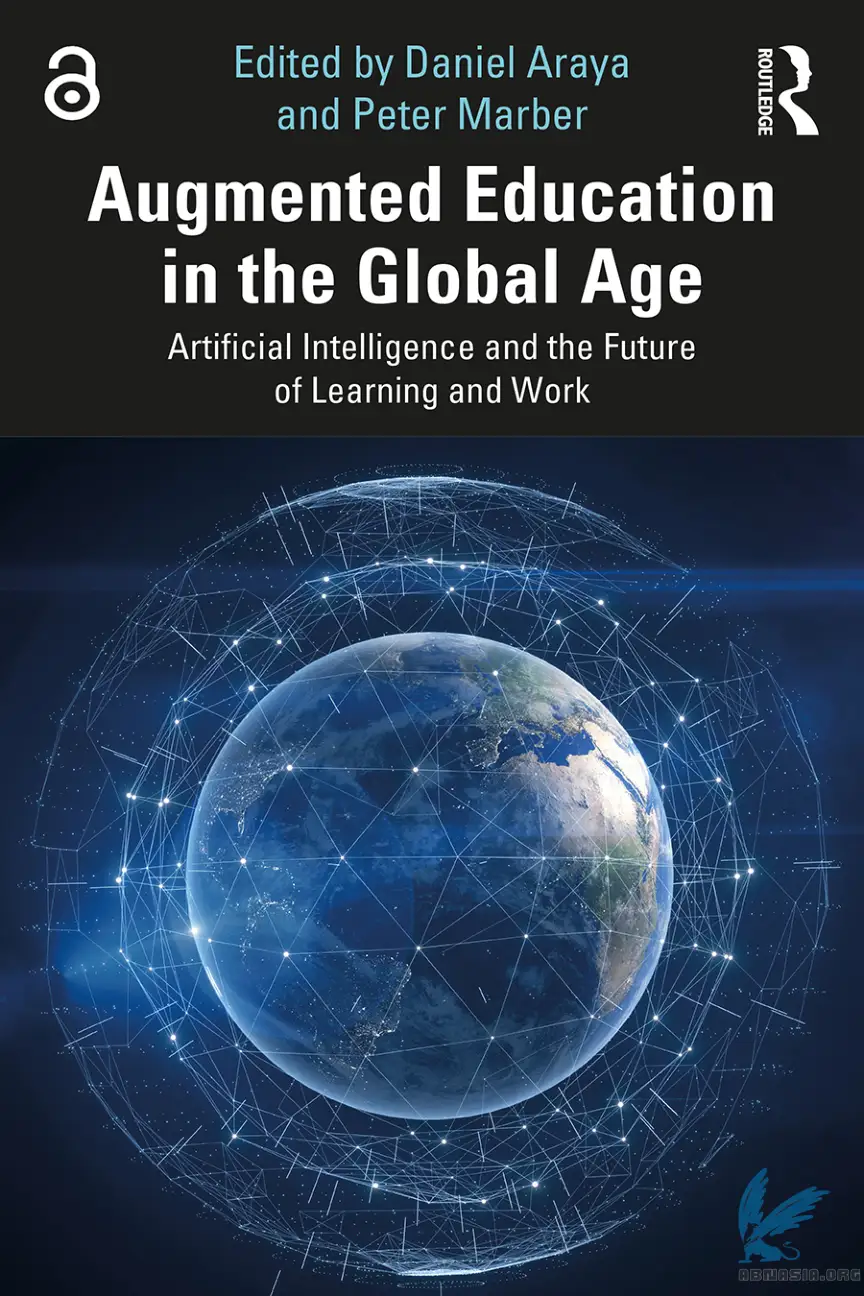 Edited by Daniel Araya
and Peter Marber
ROUTLEDGE
Augmented Education
in the Global Age
Artificial Intelligence and the Future
of Learning and Work
ABNASIA.ORG